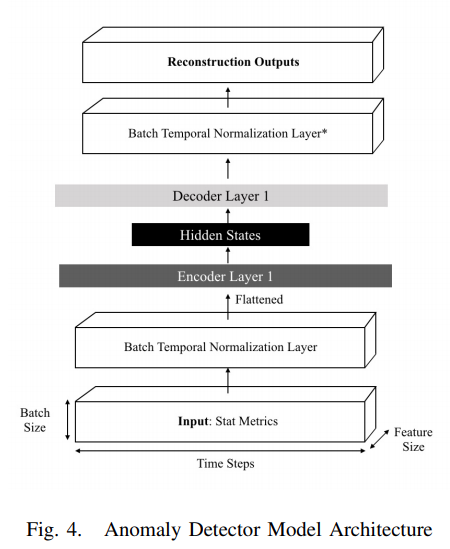 Reconstruction Outputs
Batch Temporal Normalization Layer*
Decoder Layer 1
Hidden States
Encoder Layer 1
Flattened
Batch Temporal Normalization Layer
Batch
Size
Input: Stat Metrics
Feature
Size
Time Steps
Fig. 4. Anomaly Detector Model Architecture